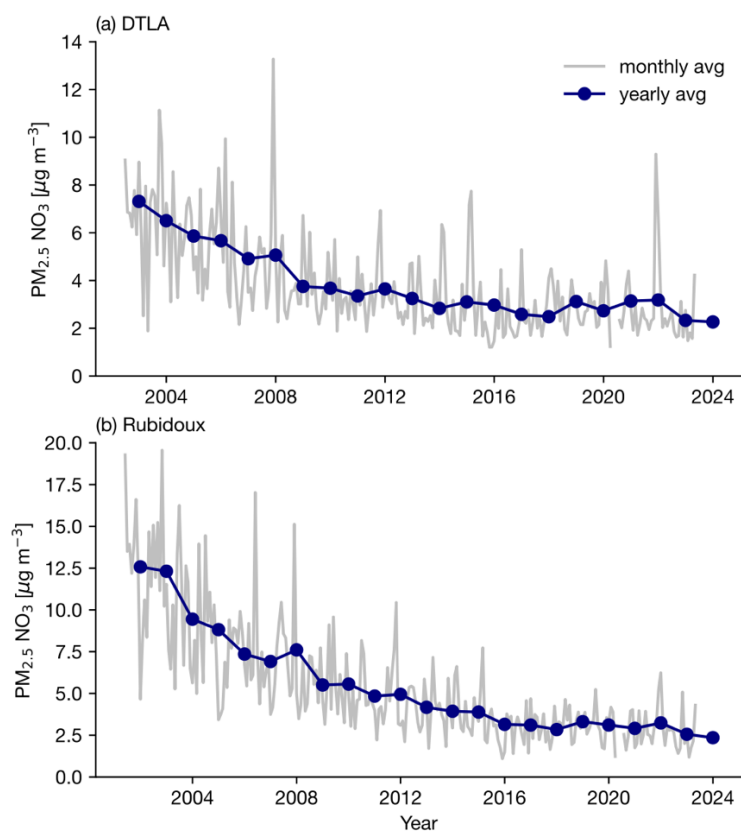 (a) DTLA
14
12
10
8
6
4
2
0
PM2.5 NO3 [μg m−3]
monthly avg
yearly avg
2004 2008 2012 2016 2020 2024
(b) Rubidoux
20.0
17.5
15.0
12.5
10.0
7.5
5.0
2.5
0.0
PM2.5 NO3 [μg m−3]
2004 2008 2012 2016 2020 2024
Year